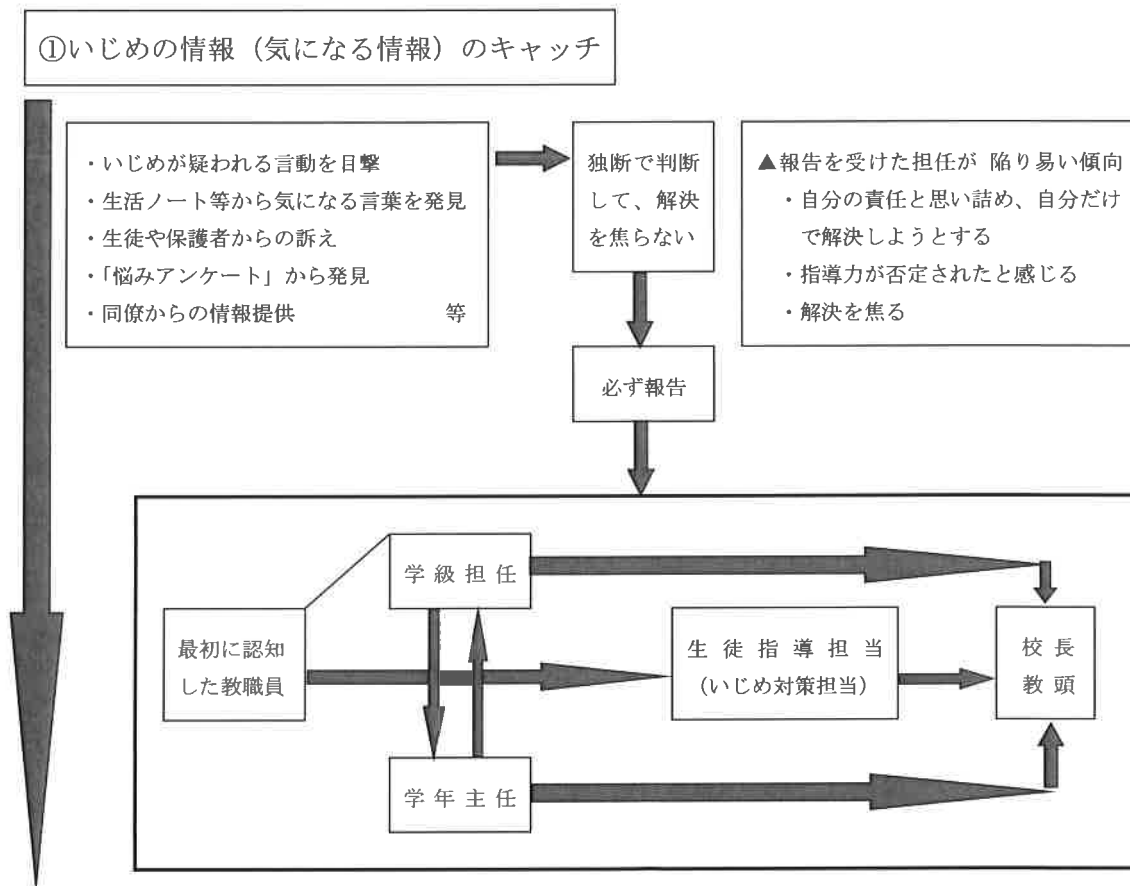 ①いじめの情報（気になる情報）のキャッチ
・いじめが疑われる言動を目撃
・生活ノート等から気になる言葉を発見
・生徒や保護者からの訴え
・「悩みアンケート」から発見
・同僚からの情報提供　　　　　　　等
独断で判断
して、解決
を焦らない
▲報告を受けた担任が 陥り易い傾向
・自分の責任と思い詰め、自分だけ
で解決しようとする
・指導力が否定されたと感じる
・解決を焦る
必ず報告
学 級 担 任
最初に認知
した教職員
生 徒 指 導 担 当
（いじめ対策担当）
校 長
教 頭
学 年 主 任